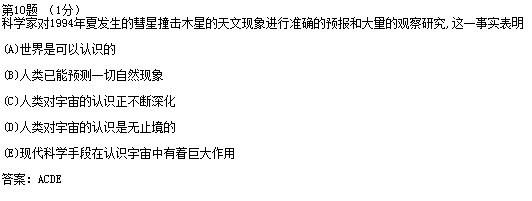 第10题 (1分)
科学家对1994年夏发生的彗星撞击木星的天文现象进行准确的预报和大量的观察研究,这一事实表明
(A)世界是可以认识的
(B)人类已能预测一切自然现象
(C)人类对宇宙的认识正不断深化
(D)人类对宇宙的认识是无止境的
(E)现代科学手段在认识宇宙中有着巨大作用
答案: ACDE